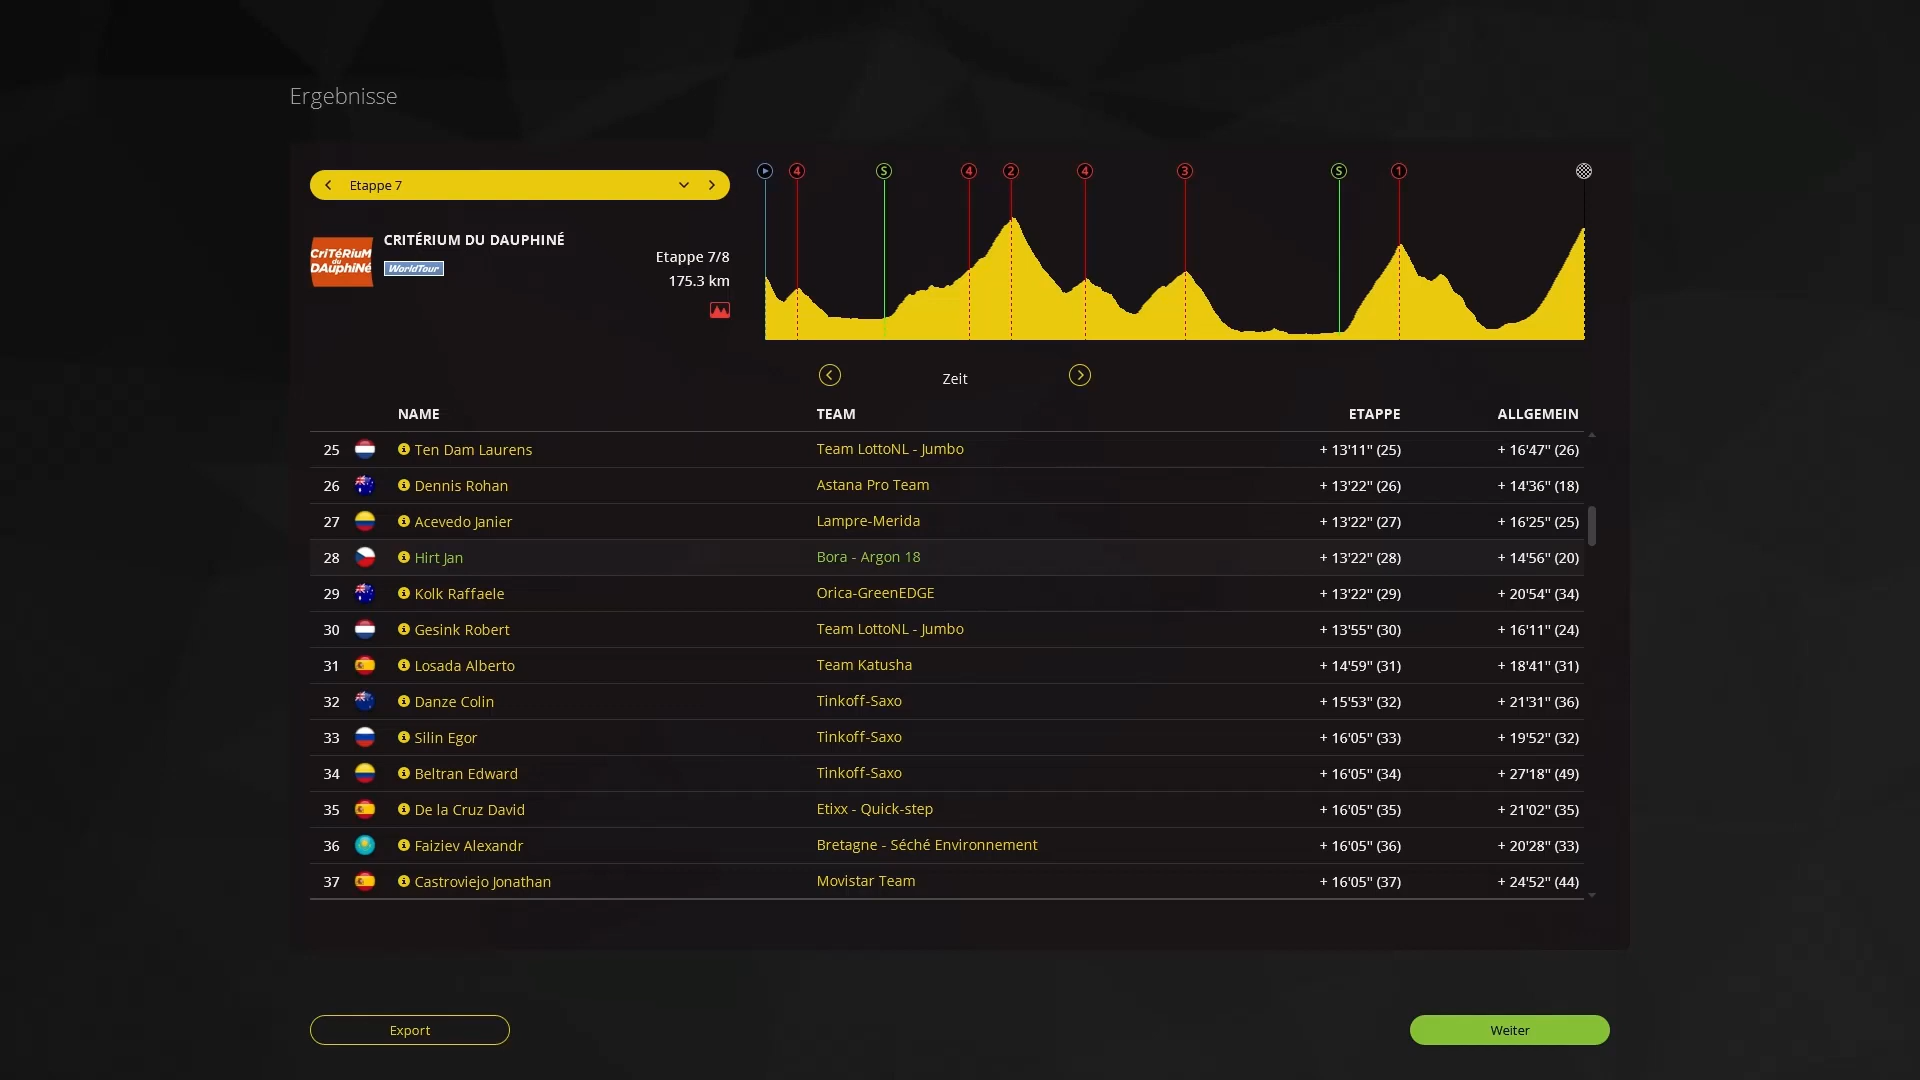 Ergebnisse
Etappe 7
CRITÉRIUM DU DAUPHINÉ
CriTéRiuM
du
DAuphiNé
WorldTour
Etappe 7/8
175.3 km
4 S 4 2 4 3 S 1
Zeit
NAME TEAM ETAPPE ALLGEMEIN
25 Ten Dam Laurens Team LottoNL - Jumbo + 13'11'' (25) + 16'47'' (26)
26 Dennis Rohan Astana Pro Team + 13'22'' (26) + 14'36'' (18)
27 Acevedo Janier Lampre-Merida + 13'22'' (27) + 16'25'' (25)
28 Hirt Jan Bora - Argon 18 + 13'22'' (28) + 14'56'' (20)
29 Kolk Raffaele Orica-GreenEDGE + 13'22'' (29) + 20'54'' (34)
30 Gesink Robert Team LottoNL - Jumbo + 13'55'' (30) + 16'11'' (24)
31 Losada Alberto Team Katusha + 14'59'' (31) + 18'41'' (31)
32 Danze Colin Tinkoff-Saxo + 15'53'' (32) + 21'31'' (36)
33 Silin Egor Tinkoff-Saxo + 16'05'' (33) + 19'52'' (32)
34 Beltran Edward Tinkoff-Saxo + 16'05'' (34) + 27'18'' (49)
35 De la Cruz David Etixx - Quick-step + 16'05'' (35) + 21'02'' (35)
36 Faiziev Alexandr Bretagne - Séché Environnement + 16'05'' (36) + 20'28'' (33)
37 Castroviejo Jonathan Movistar Team + 16'05'' (37) + 24'52'' (44)
Export
Weiter